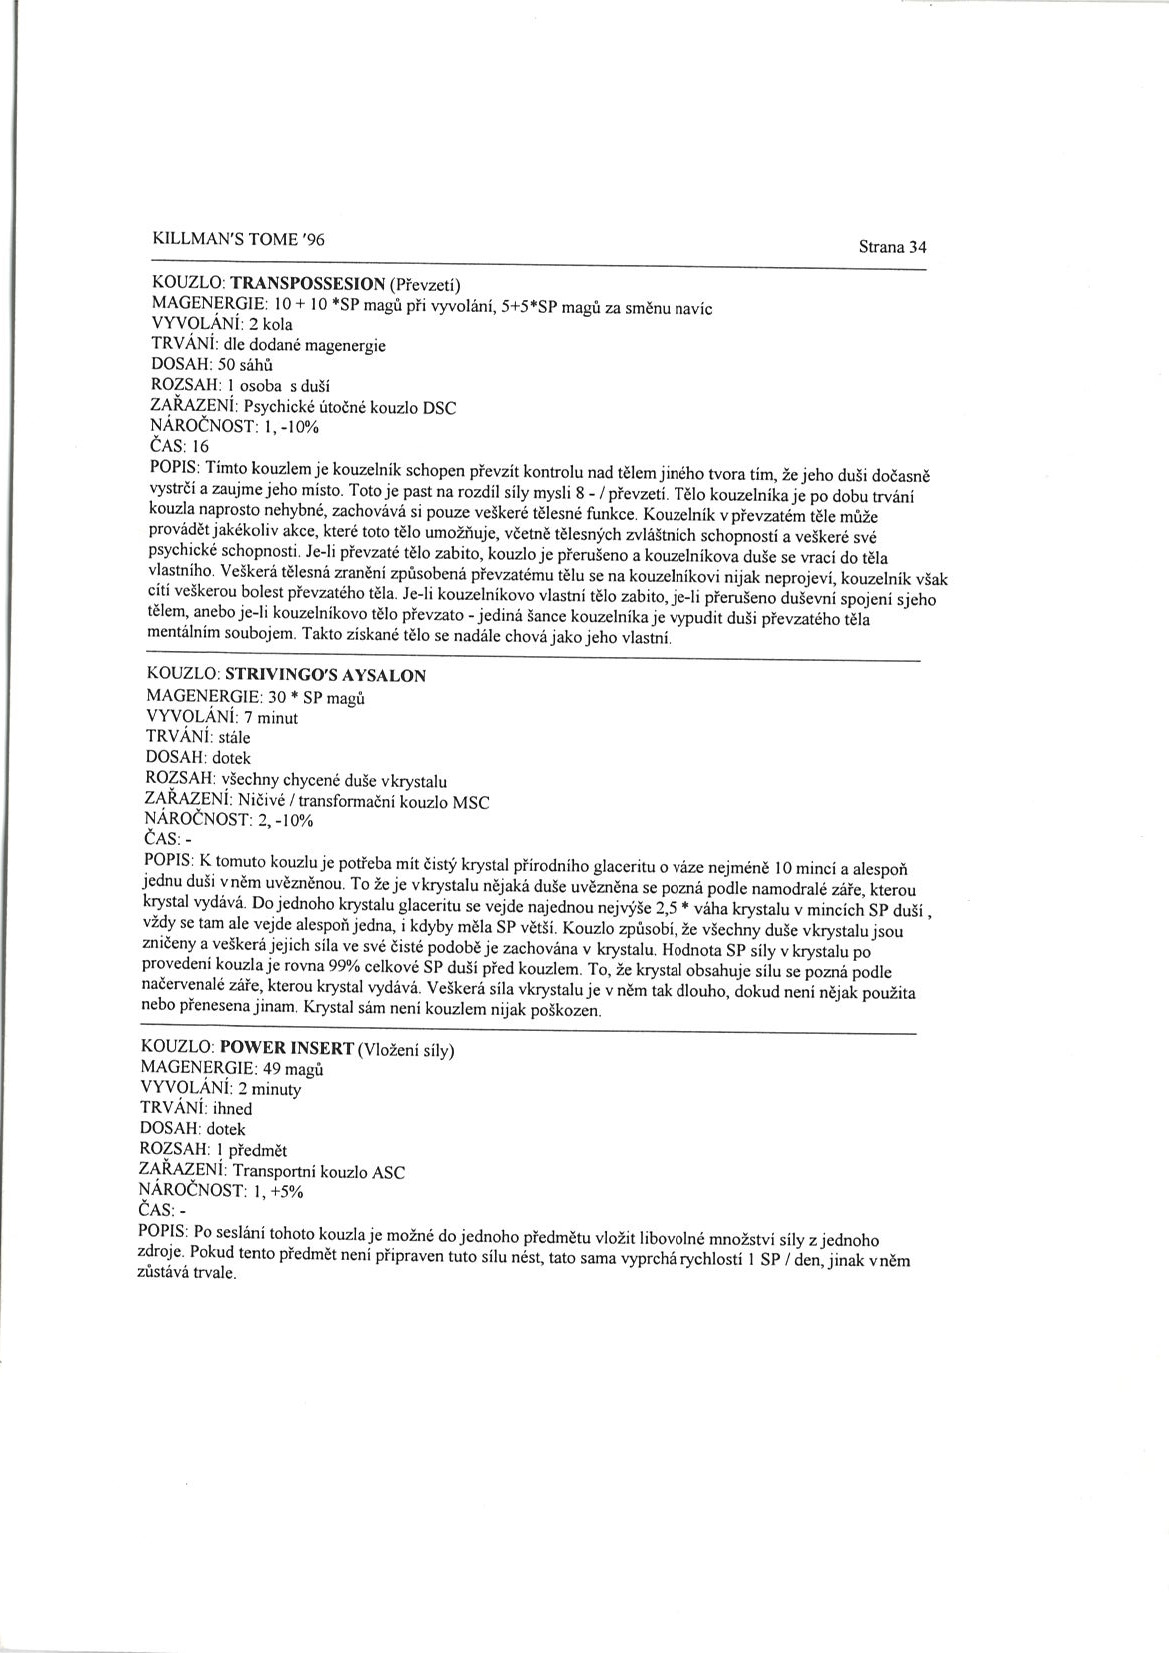 KILLMAN'S TOME '96
Strana 34
KOUZLO: TRANSPOSSESION (Převzetí)
MAGENERGIE: 10 + 10 *SP magů při vyvolání, 5+5*SP magů za směnu navíc
VYVOLÁNÍ: 2 kola
TRVÁNÍ: dle dodané magenergie
DOSAH: 50 sáhů
ROZSAH: 1 osoba s duší
ZAŘAZENÍ: Psychické útočné kouzlo DSC
NÁROČNOST: 1, -10%
ČAS: 16
POPIS: Tímto kouzlem je kouzelník schopen převzít kontrolu nad tělem jiného tvora tím, že jeho duši dočasně
vystrčí a zaujme jeho místo. Toto je past na rozdíl síly mysli 8 - / převzetí. Tělo kouzelníka je po dobu trvání
kouzla naprosto nehybné, zachovává si pouze veškeré tělesné funkce. Kouzelník v převzatém těle může
provádět jakékoliv akce, které toto tělo umožňuje, včetně tělesných zvláštních schopností a veškeré své
psychické schopnosti. Je-li převzaté tělo zabito, kouzlo je přerušeno a kouzelníkova duše se vrací do těla
vlastního. Veškerá tělesná zranění způsobená převzatému tělu se na kouzelníkovi nijak neprojeví, kouzelník však
cítí veškerou bolest převzatého těla. Je-li kouzelníkovo vlastní tělo zabito, je-li přerušeno duševní spojení sjeho
tělem, anebo je-li kouzelníkovo tělo převzato - jediná šance kouzelníka je vypudit duši převzatého těla
mentálním soubojem. Takto získané tělo se nadále chová jako jeho vlastní.
KOUZLO: STRIVINGO'S AYSALON
MAGENERGIE: 30 * SP magů
VYVOLÁNÍ: 7 minut
TRVÁNÍ: stále
DOSAH: dotek
ROZSAH: všechny chycené duše vkrystalu
ZAŘAZENÍ: Ničivé / transformační kouzlo MSC
NÁROČNOST: 2, -10%
ČAS: -
POPIS: K tomuto kouzlu je potřeba mít čistý krystal přírodního glaceritu o váze nejméně 10 mincí a alespoň
jednu duši vněm uvězněnou. To že je vkrystalu nějaká duše uvězněna se pozná podle namodralé záře, kterou
krystal vydává. Do jednoho krystalu glaceritu se vejde najednou nejvýše 2,5 * váha krystalu v mincích SP duší ,
vždy se tam ale vejde alespoň jedna, i kdyby měla SP větší. Kouzlo způsobí, že všechny duše vkrystalu jsou
zničeny a veškerá jejich síla ve své čisté podobě je zachována v krystalu. Hodnota SP síly v krystalu po
provedení kouzla je rovna 99% celkové SP duší před kouzlem. To, že krystal obsahuje sílu se pozná podle
načervenalé záře, kterou krystal vydává. Veškerá síla vkrystalu je v něm tak dlouho, dokud není nějak použita
nebo přenesena jinam. Krystal sám není kouzlem nijak poškozen.
KOUZLO: POWER INSERT (Vložení síly)
MAGENERGIE: 49 magů
VYVOLÁNÍ: 2 minuty
TRVÁNÍ: ihned
DOSAH: dotek
ROZSAH: 1 předmět
ZAŘAZENÍ: Transportní kouzlo ASC
NÁROČNOST: 1, +5%
ČAS: -
POPIS: Po seslání tohoto kouzla je možné do jednoho předmětu vložit libovolné množství síly z jednoho
zdroje. Pokud tento předmět není připraven tuto sílu nést, tato sama vyprchá rychlostí 1 SP / den, jinak vněm
zůstává trvale.